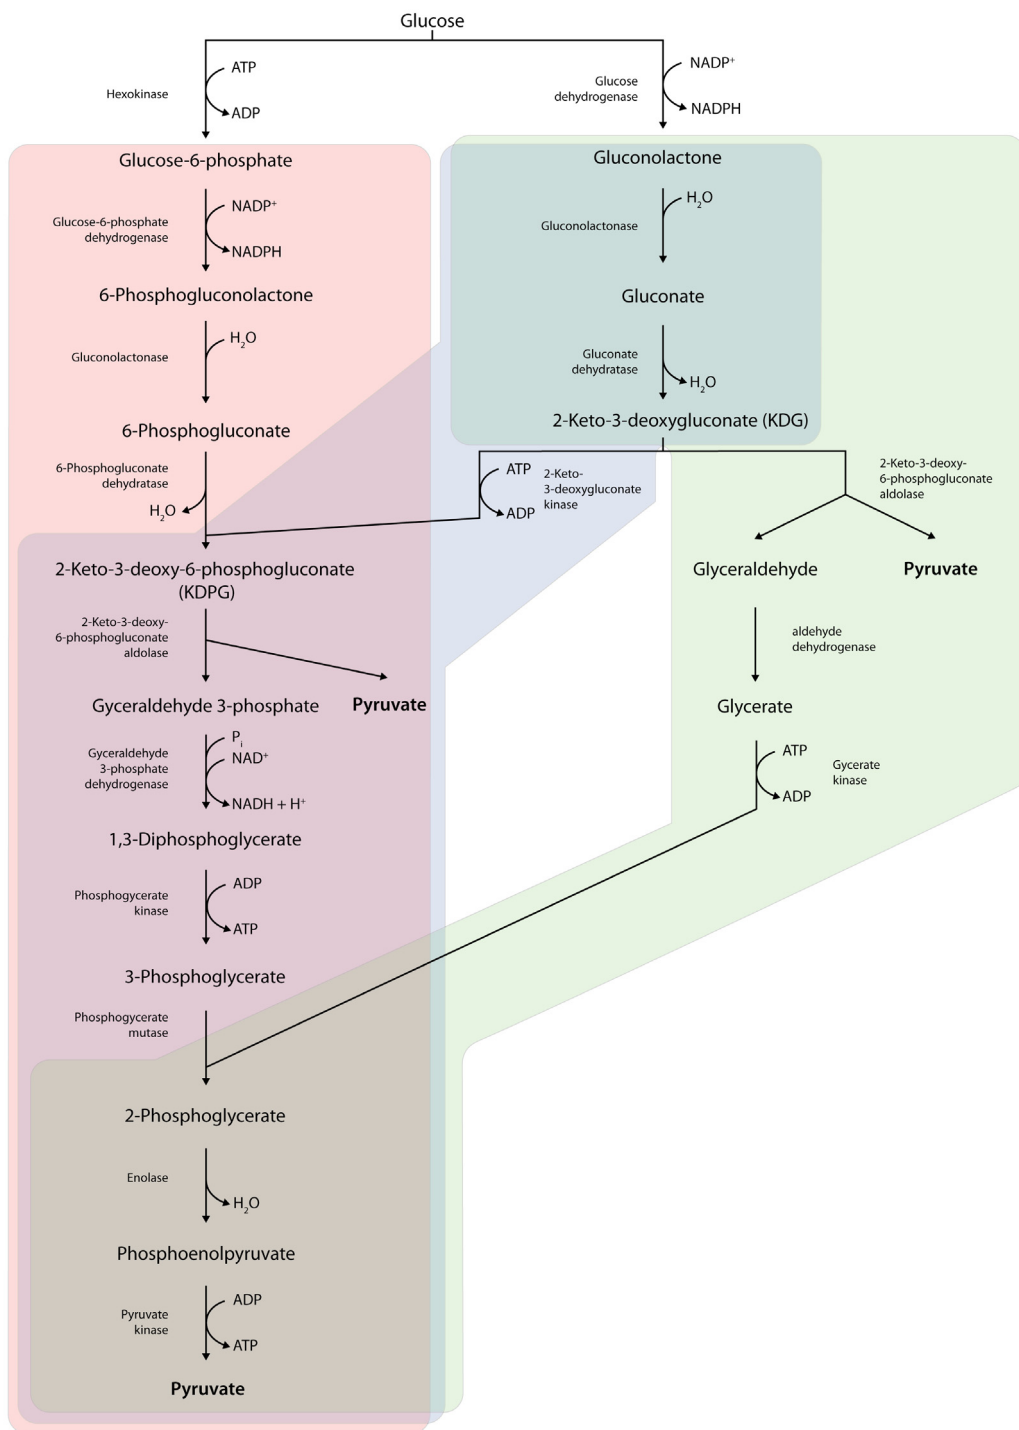 Glucose
Hexokinase
ATP
ADP
Glucose
dehydrogenase
NADP⁺
NADPH
Glucose-6-phosphate
Gluconolactone
Glucose-6-phosphate
dehydrogenase
NADP⁺
NADPH
Gluconolactonase
H₂O
6-Phosphogluconolactone
Gluconate
Gluconolactonase
H₂O
Gluconate
dehydratase
H₂O
6-Phosphogluconate
2-Keto-3-deoxygluconate (KDG)
6-Phosphogluconate
dehydratase
H₂O
ATP
ADP
2-Keto-
3-deoxygluconate
kinase
2-Keto-3-deoxy-
6-phosphogluconate
aldolase
2-Keto-3-deoxy-6-phosphogluconate
(KDPG)
Glyceraldehyde
Pyruvate
2-Keto-3-deoxy-
6-phosphogluconate
aldolase
aldehyde
dehydrogenase
Gyceraldehyde 3-phosphate
Pyruvate
Glycerate
Gyceraldehyde
3-phosphate
dehydrogenase
Pᵢ
NAD⁺
NADH + H⁺
ATP
ADP
Gycerate
kinase
1,3-Diphosphoglycerate
Phosphogycerate
kinase
ADP
ATP
3-Phosphoglycerate
Phosphogycerate
mutase
2-Phosphoglycerate
Enolase
H₂O
Phosphoenolpyruvate
Pyruvate
kinase
ADP
ATP
Pyruvate